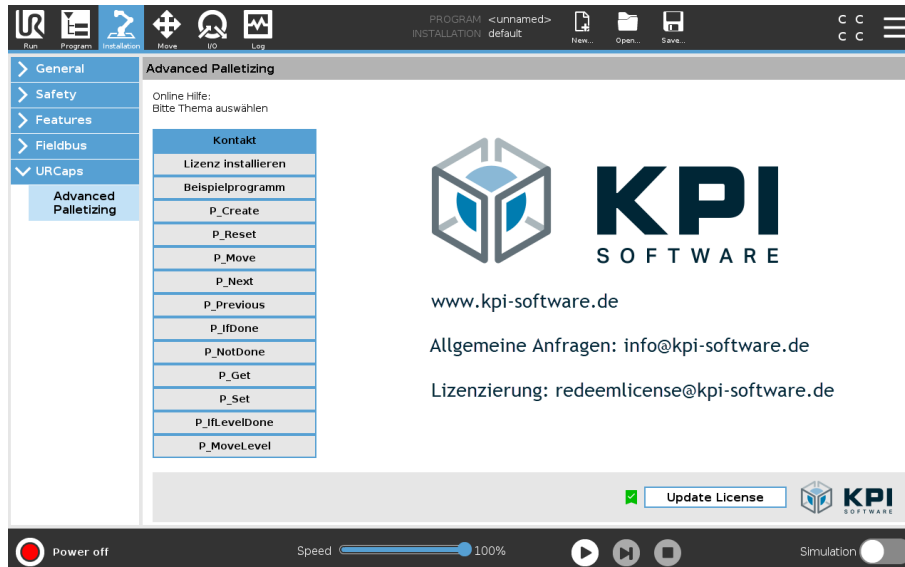 PROGRAM <unnamed>
INSTALLATION default
Run Program Installation Move I/O Log New... Open... Save...
C C
C C
General
Safety
Features
Fieldbus
URCaps
Advanced
Palletizing
Advanced Palletizing
Online Hilfe:
Bitte Thema auswählen
Kontakt
Lizenz installieren
Beispielprogramm
P_Create
P_Reset
P_Move
P_Next
P_Previous
P_IfDone
P_NotDone
P_Get
P_Set
P_IfLevelDone
P_MoveLevel
KPI
SOFTWARE
www.kpi-software.de
Allgemeine Anfragen: info@kpi-software.de
Lizenzierung: redeemlicense@kpi-software.de
Update License
KPI
SOFTWARE
Power off
Speed 100%
Simulation